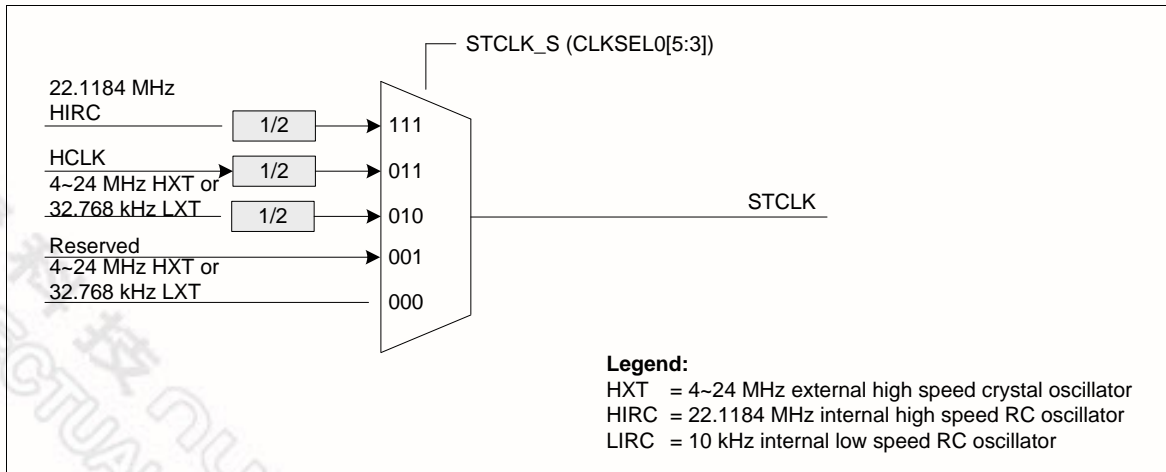 STCLK_S (CLKSEL0[5:3])
22.1184 MHz
HIRC
1/2
111
HCLK
1/2
011
4~24 MHz HXT or
32.768 kHz LXT
1/2
010
STCLK
Reserved
001
4~24 MHz HXT or
32.768 kHz LXT
000
Legend:
HXT = 4~24 MHz external high speed crystal oscillator
HIRC = 22.1184 MHz internal high speed RC oscillator
LIRC = 10 kHz internal low speed RC oscillator